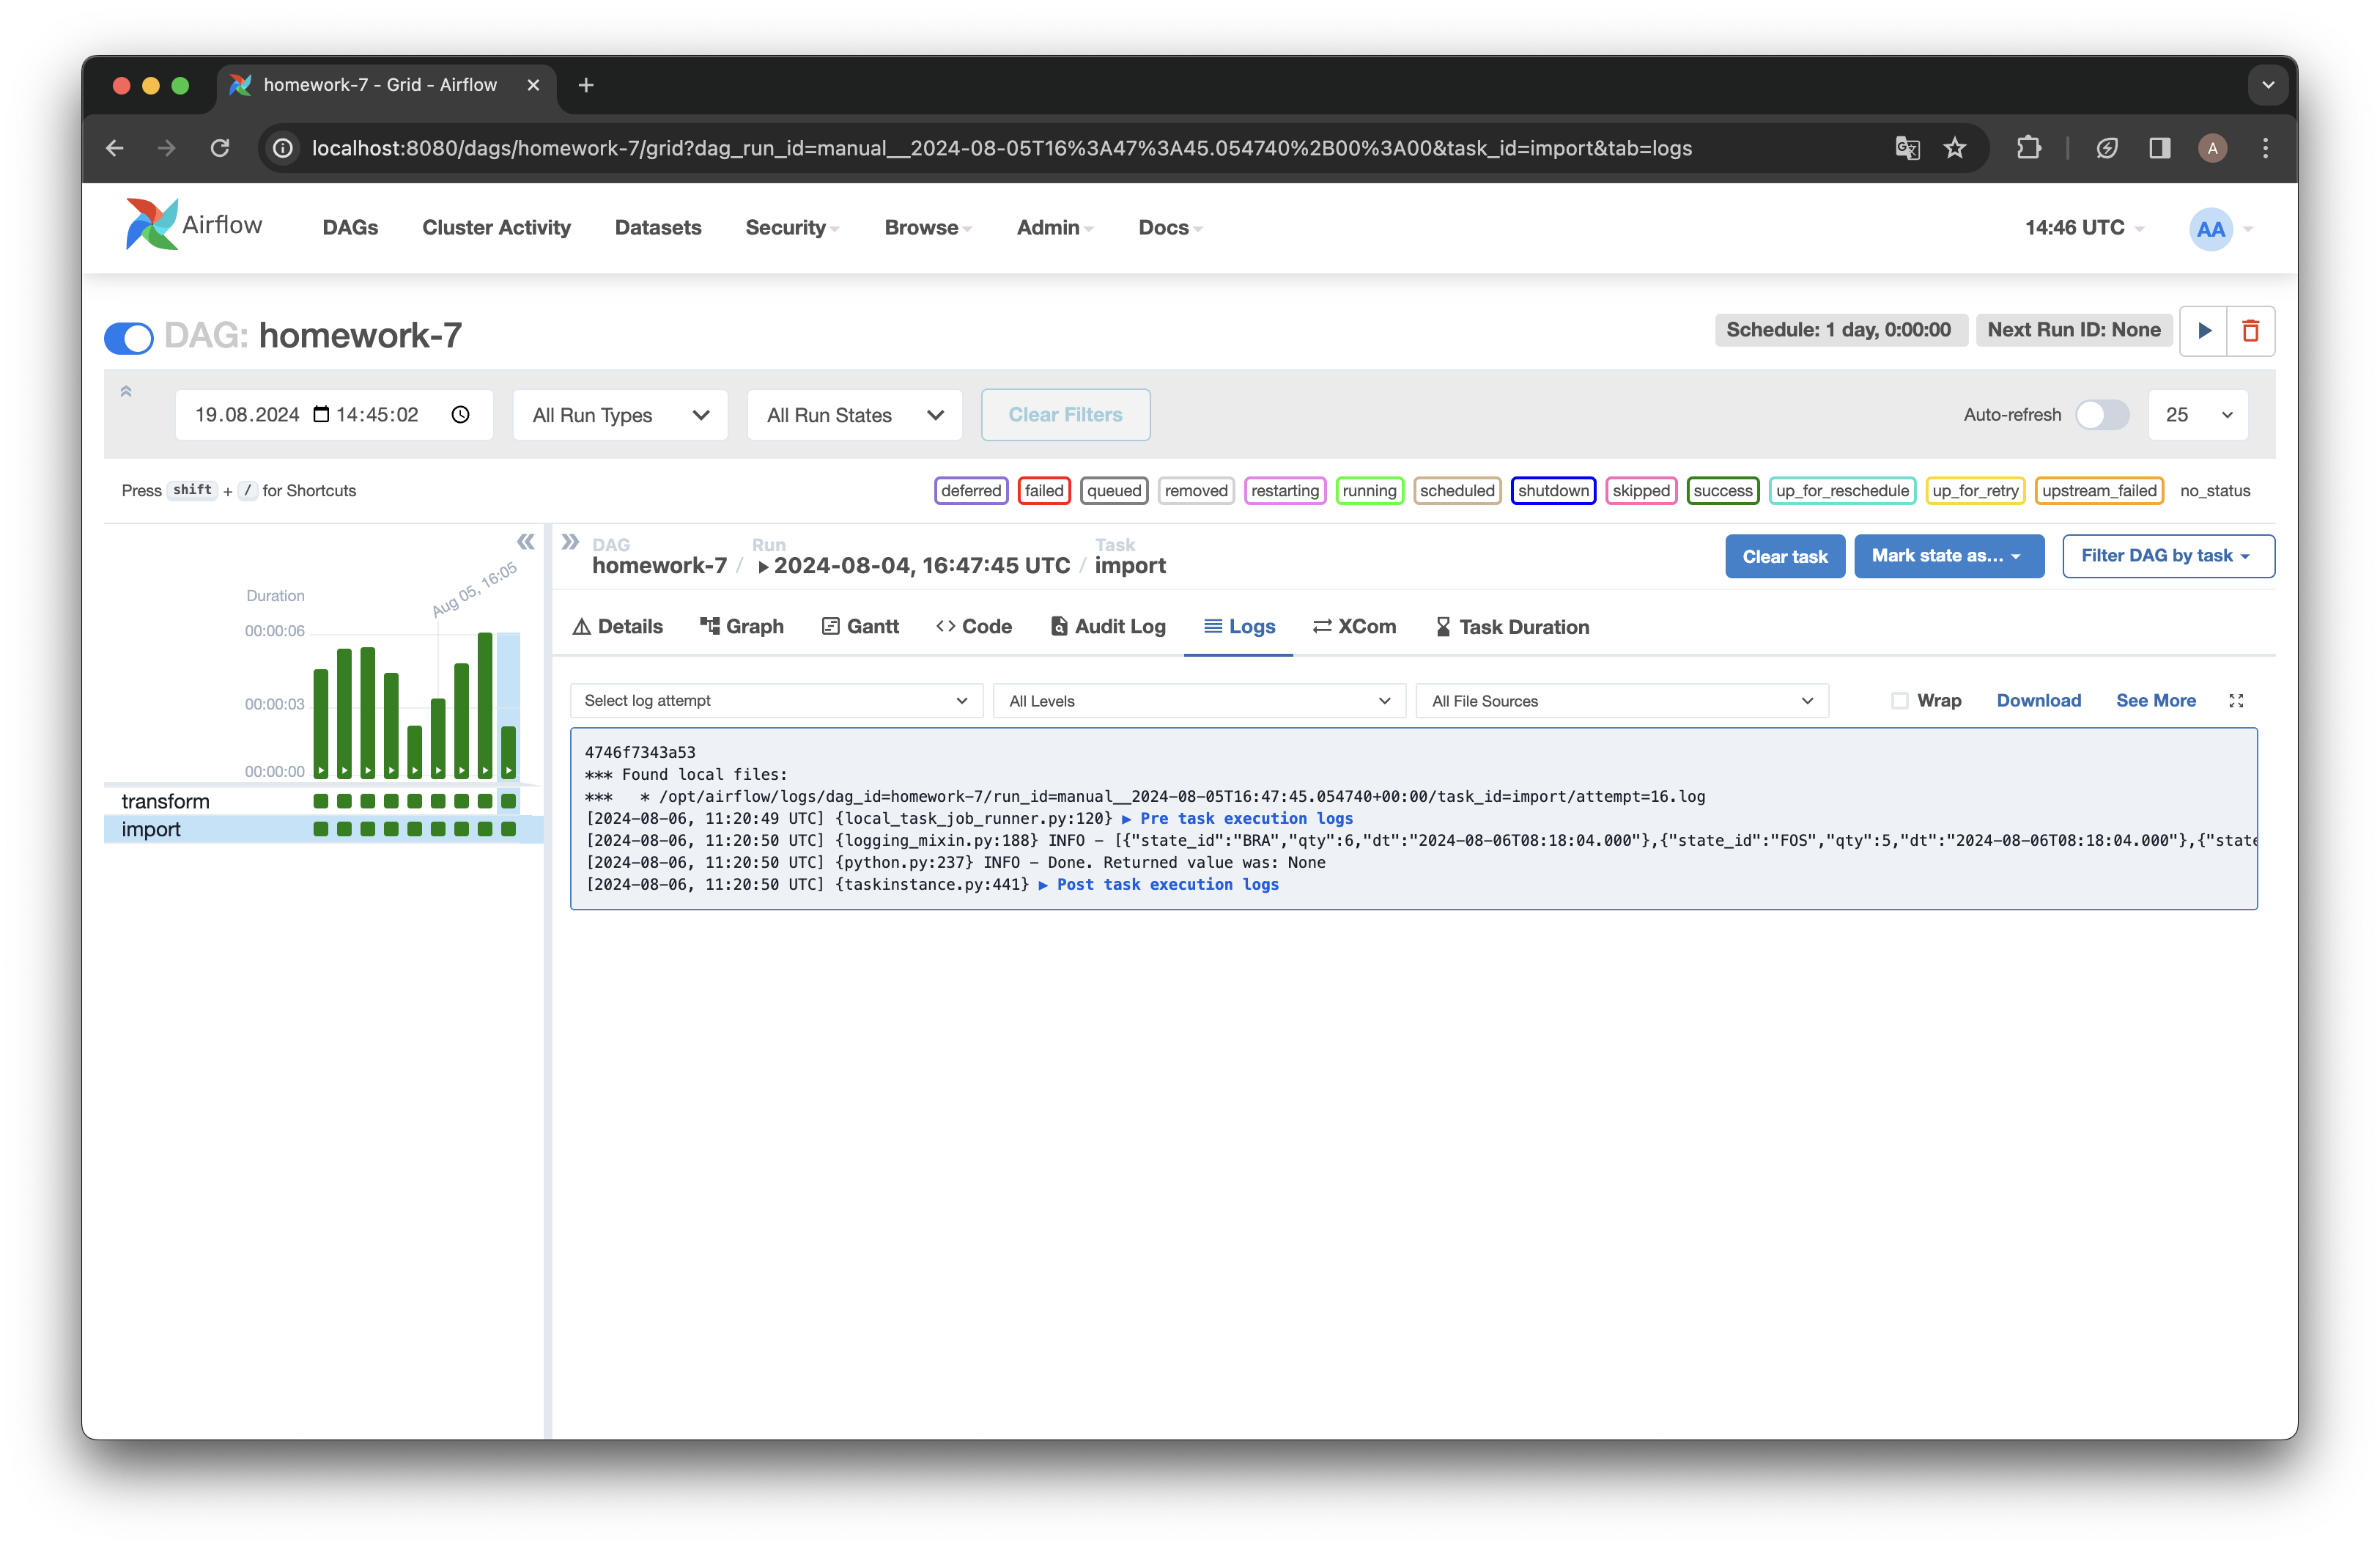 homework-7 - Grid - Airflow
localhost:8080/dags/homework-7/grid?dag_run_id=manual__2024-08-05T16%3A47%3A45.054740%2B00%3A00&task_id=import&tab=logs
A
Airflow DAGs Cluster Activity Datasets Security Browse Admin Docs 14:46 UTC AA
DAG: homework-7 Schedule: 1 day, 0:00:00 Next Run ID: None
19.08.2024 14:45:02 All Run Types All Run States Clear Filters Auto-refresh 25
Press shift + / for Shortcuts deferred failed queued removed restarting running scheduled shutdown skipped success up_for_reschedule up_for_retry upstream_failed no_status
Aug 05, 16:05
Duration
00:00:06
00:00:03
00:00:00
transform
import
DAG Run Task
homework-7 / 2024-08-04, 16:47:45 UTC / import
Clear task Mark state as... Filter DAG by task
Details Graph Gantt Code Audit Log Logs XCom Task Duration
Select log attempt All Levels All File Sources Wrap Download See More
4746f7343a53
*** Found local files:
***   * /opt/airflow/logs/dag_id=homework-7/run_id=manual__2024-08-05T16:47:45.054740+00:00/task_id=import/attempt=16.log
[2024-08-06, 11:20:49 UTC] {local_task_job_runner.py:120} ▶ Pre task execution logs
[2024-08-06, 11:20:50 UTC] {logging_mixin.py:188} INFO - [{"state_id":"BRA","qty":6,"dt":"2024-08-06T08:18:04.000"},{"state_id":"FOS","qty":5,"dt":"2024-08-06T08:18:04.000"},{"state
[2024-08-06, 11:20:50 UTC] {python.py:237} INFO - Done. Returned value was: None
[2024-08-06, 11:20:50 UTC] {taskinstance.py:441} ▶ Post task execution logs